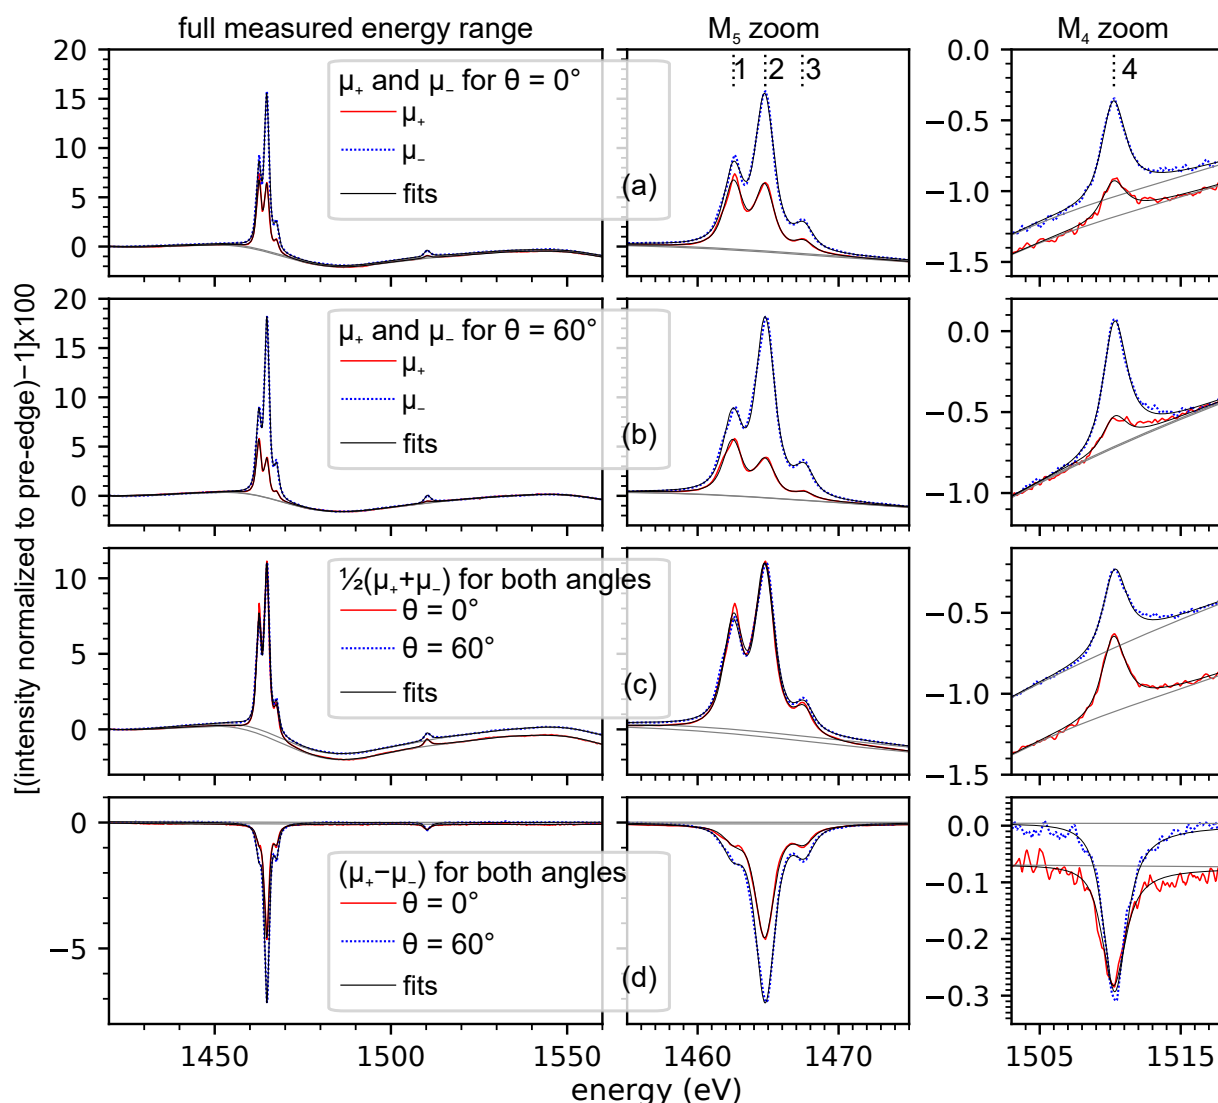 full measured energy range
M₅ zoom
M₄ zoom
[(intensity normalized to pre-edge)−1]x100
20
15
10
5
0
μ₊ and μ₋ for θ = 0°
μ₊
μ₋
fits
(a)
1 2 3
0.0
−0.5
−1.0
−1.5
4
20
15
10
5
0
μ₊ and μ₋ for θ = 60°
μ₊
μ₋
fits
(b)
0.0
−0.5
−1.0
10
5
0
½(μ₊+μ₋) for both angles
θ = 0°
θ = 60°
fits
(c)
−0.5
−1.0
−1.5
0
−5
(μ₊−μ₋) for both angles
θ = 0°
θ = 60°
fits
(d)
0.0
−0.1
−0.2
−0.3
1450 1500 1550
1460 1470
1505 1515
energy (eV)